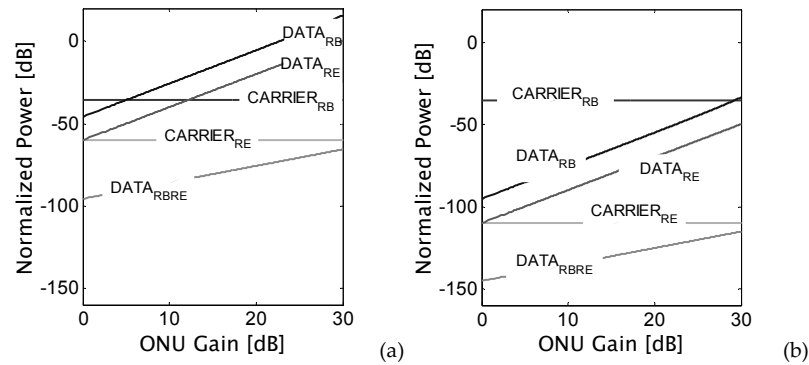 Normalized Power [dB]
0
-50
-100
-150
0
10
20
30
ONU Gain [dB]
DATA_RB
DATA_RE
CARRIER_RB
CARRIER_RE
DATA_RBRE
(a)
Normalized Power [dB]
0
-50
-100
-150
0
10
20
30
ONU Gain [dB]
CARRIER_RB
DATA_RB
DATA_RE
CARRIER_RE
DATA_RBRE
(b)